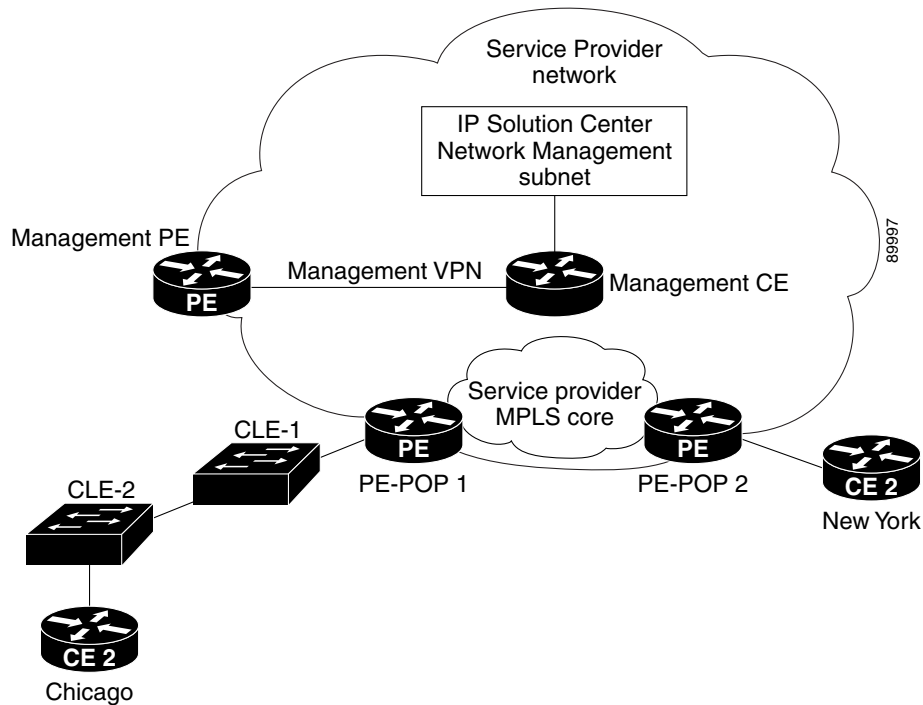 Service Provider
network
IP Solution Center
Network Management
subnet
89997
Management PE
PE
Management VPN
Management CE
Service provider
MPLS core
PE
PE-POP 1
PE
PE-POP 2
CLE-1
CLE-2
CE 2
New York
CE 2
Chicago